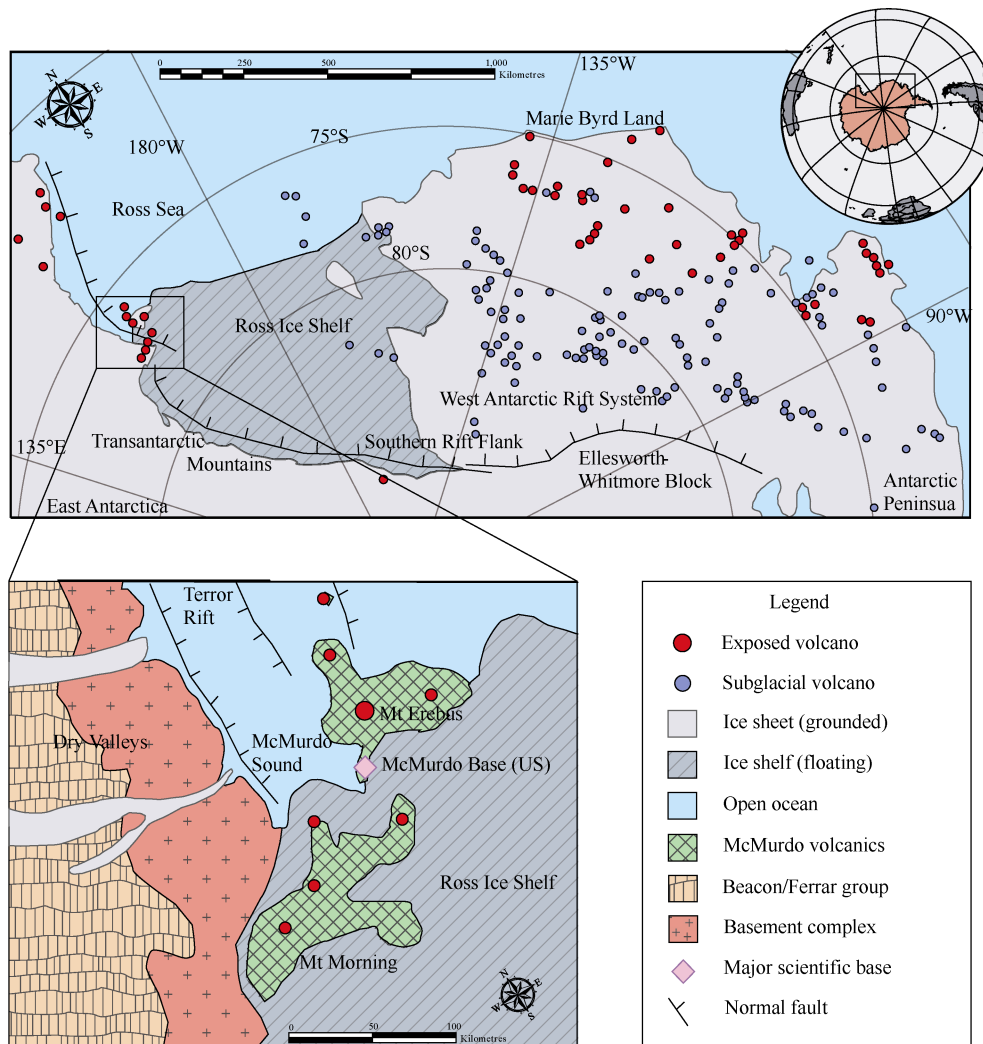 0 250 500 1,000
Kilometres
N
E
S
W
135°W
Marie Byrd Land
75°S
180°W
Ross Sea
80°S
Ross Ice Shelf
90°W
West Antarctic Rift System
135°E
Transantarctic
Mountains
Southern Rift Flank
Ellesworth-
Whitmore Block
Antarctic
Peninsua
East Antarctica
Terror
Rift
Mt Erebus
Dry Valleys
McMurdo
Sound
McMurdo Base (US)
Ross Ice Shelf
Mt Morning
N
E
S
W
0 50 100
Kilometres
Legend
Exposed volcano
Subglacial volcano
Ice sheet (grounded)
Ice shelf (floating)
Open ocean
McMurdo volcanics
Beacon/Ferrar group
Basement complex
Major scientific base
Normal fault